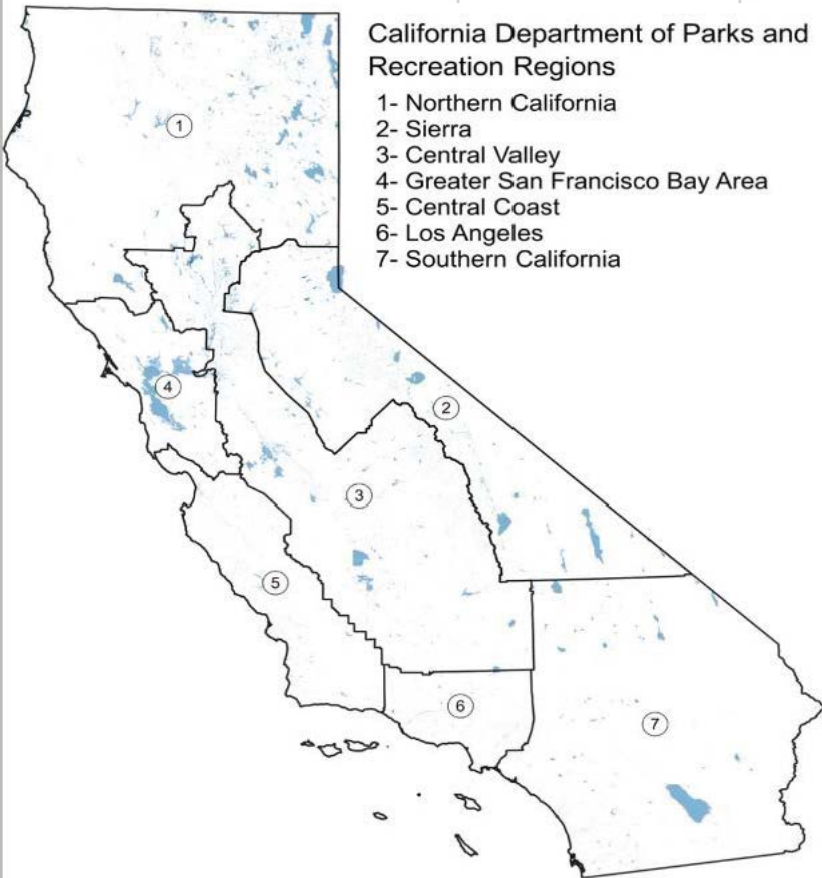 California Department of Parks and
Recreation Regions
1- Northern California
2- Sierra
3- Central Valley
4- Greater San Francisco Bay Area
5- Central Coast
6- Los Angeles
7- Southern California
1
4
2
3
5
6
7